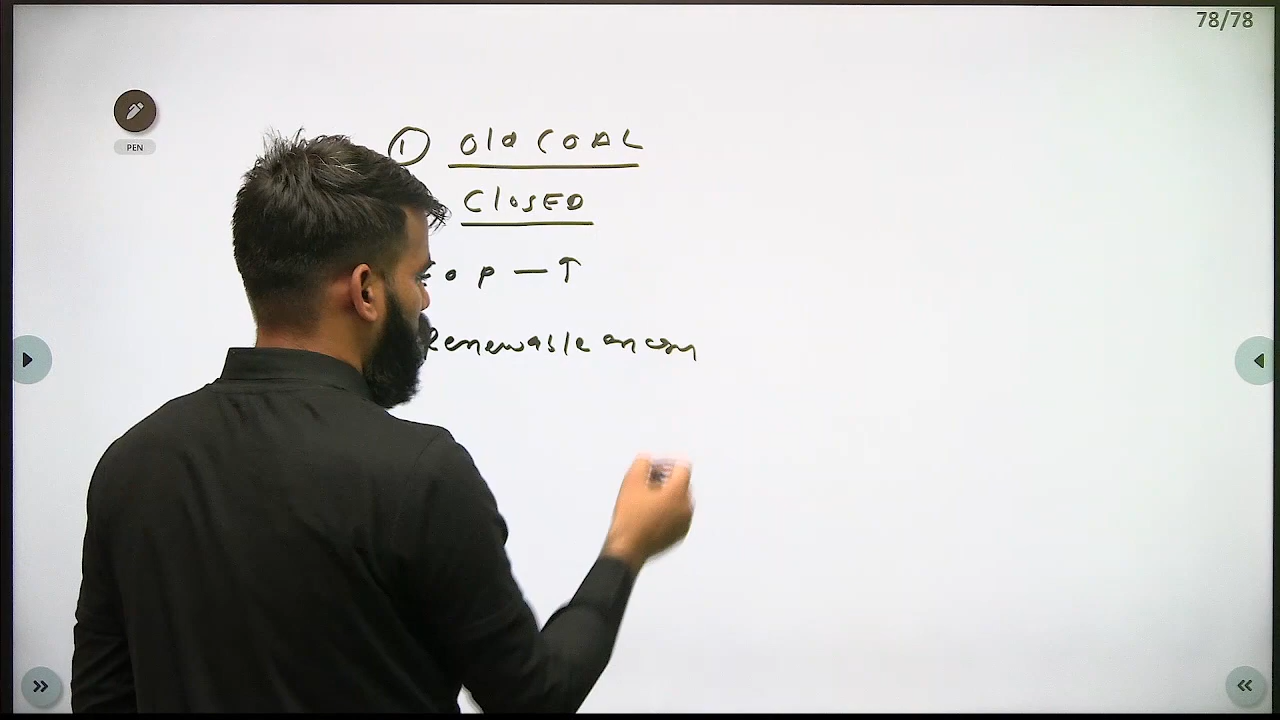 78/78
PEN
① Old COAL
CLOSED
op — T
Renewable